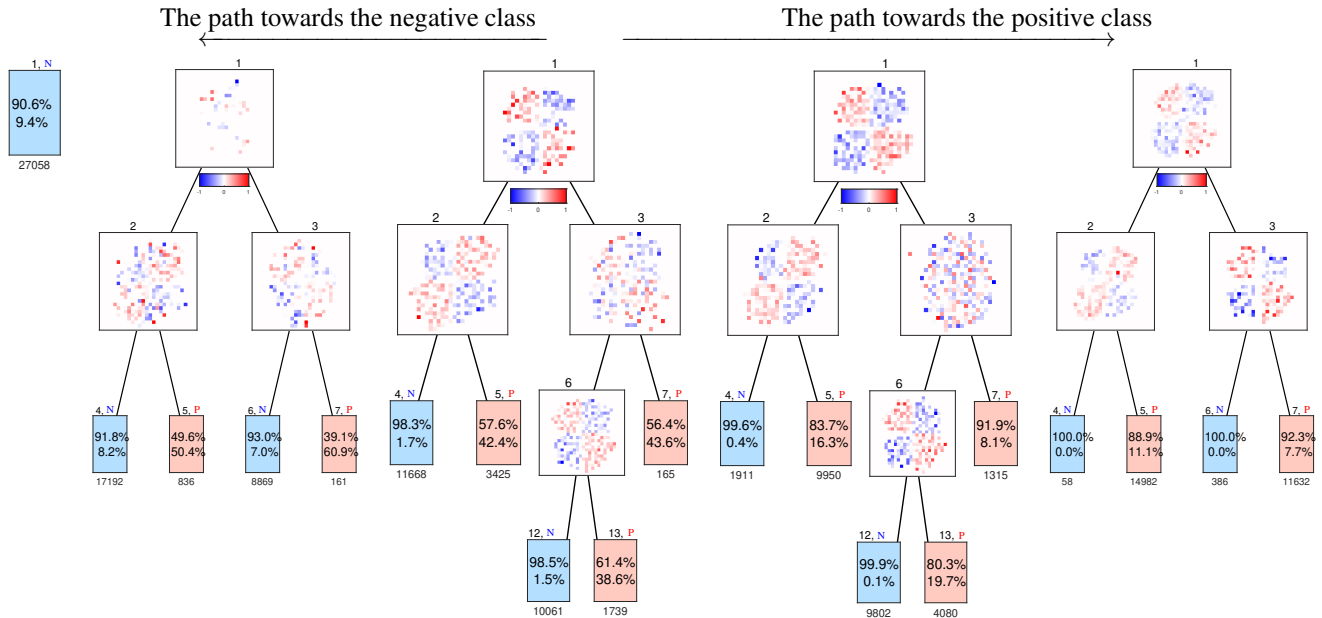 The path towards the negative class
The path towards the positive class
1, N
90.6%
9.4%
27058
1
-1 0 1
2
3
4, N
91.8%
8.2%
17192
5, P
49.6%
50.4%
836
6, N
93.0%
7.0%
8869
7, P
39.1%
60.9%
161
1
-1 0 1
2
3
4, N
98.3%
1.7%
11668
5, P
57.6%
42.4%
3425
6
7, P
56.4%
43.6%
165
12, N
98.5%
1.5%
10061
13, P
61.4%
38.6%
1739
1
-1 0 1
2
3
4, N
99.6%
0.4%
1911
5, P
83.7%
16.3%
9950
6
7, P
91.9%
8.1%
1315
12, N
99.9%
0.1%
9802
13, P
80.3%
19.7%
4080
1
-1 0 1
2
3
4, N
100.0%
0.0%
58
5, P
88.9%
11.1%
14982
6, N
100.0%
0.0%
386
7, P
92.3%
7.7%
11632